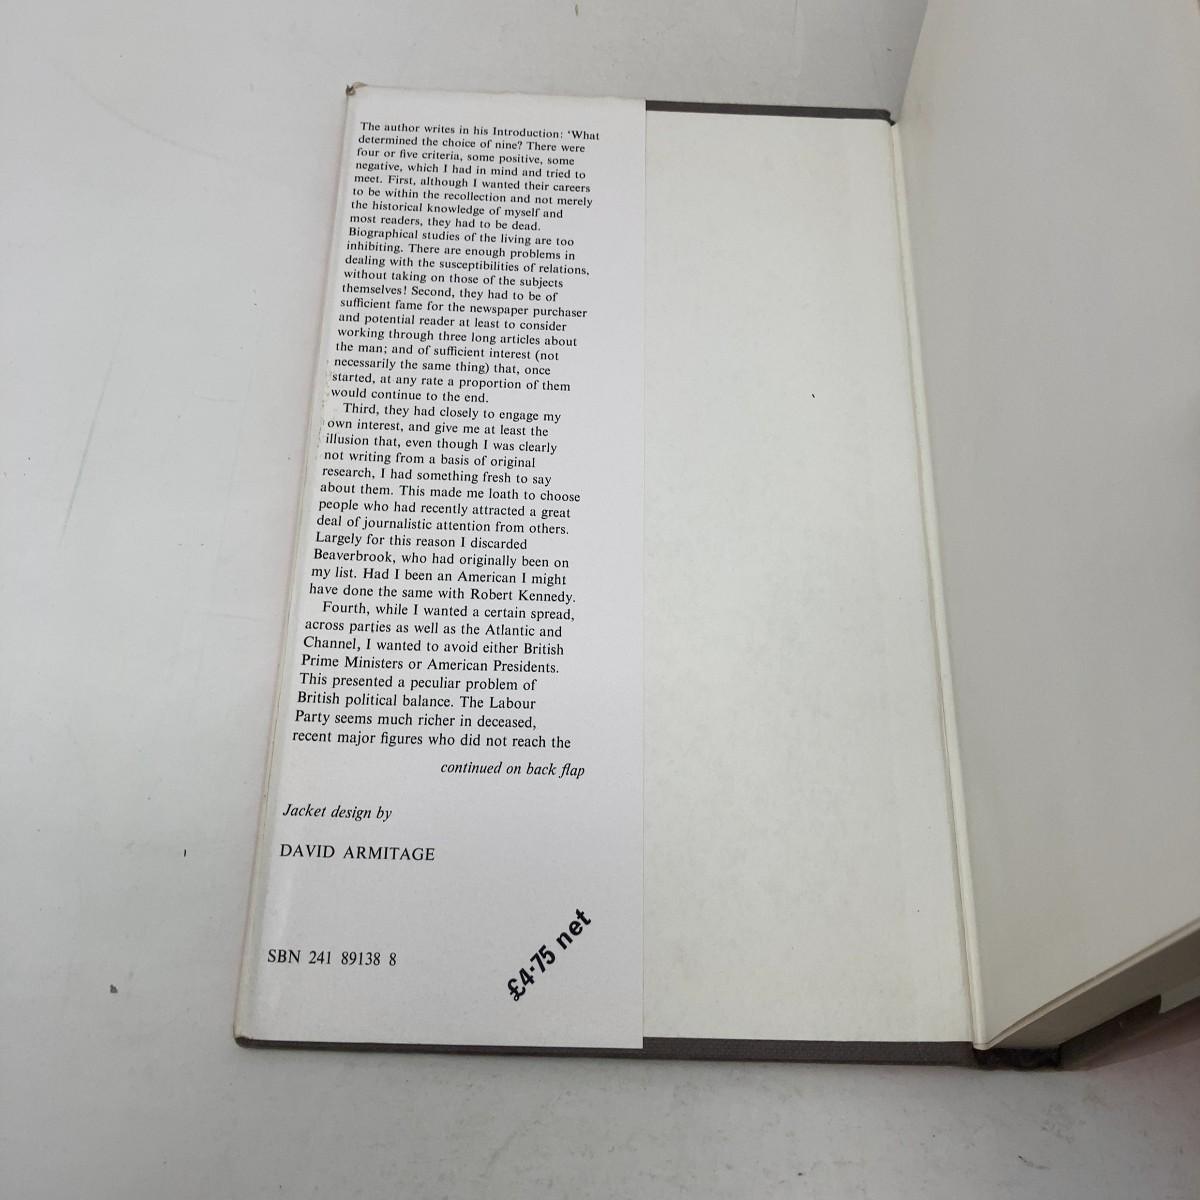 The author writes in his Introduction: 'What
determined the choice of nine? There were
four or five criteria, some positive, some
negative, which I had in mind and tried to
meet. First, although I wanted their careers
to be within the recollection and not merely
the historical knowledge of myself and
most readers, they had to be dead.
Biographical studies of the living are too
inhibiting. There are enough problems in
dealing with the susceptibilities of relations,
without taking on those of the subjects
themselves! Second, they had to be of
sufficient fame for the newspaper purchaser
and potential reader at least to consider
working through three long articles about
the man; and of sufficient interest (not
necessarily the same thing) that, once
started, at any rate a proportion of them
would continue to the end.
Third, they had closely to engage my
own interest, and give me at least the
illusion that, even though I was clearly
not writing from a basis of original
research, I had something fresh to say
about them. This made me loath to choose
people who had recently attracted a great
deal of journalistic attention from others.
Largely for this reason I discarded
Beaverbrook, who had originally been on
my list. Had I been an American I might
have done the same with Robert Kennedy.
Fourth, while I wanted a certain spread,
across parties as well as the Atlantic and
Channel, I wanted to avoid either British
Prime Ministers or American Presidents.
This presented a peculiar problem of
British political balance. The Labour
Party seems much richer in deceased,
recent major figures who did not reach the
continued on back flap
Jacket design by
DAVID ARMITAGE
SBN 241 89138 8
£4·75 net